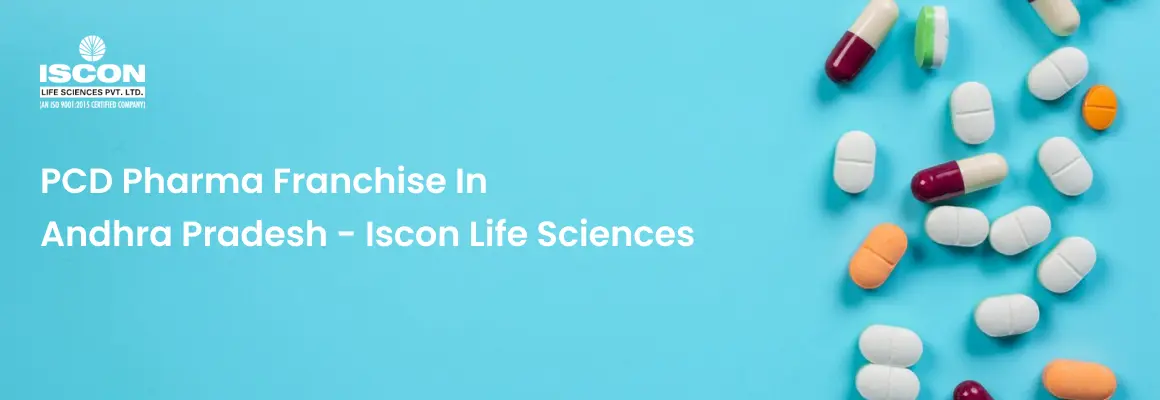 ISCON
LIFE SCIENCES PVT. LTD.
(AN ISO 9001:2015 CERTIFIED COMPANY)
PCD Pharma Franchise In
Andhra Pradesh - Iscon Life Sciences